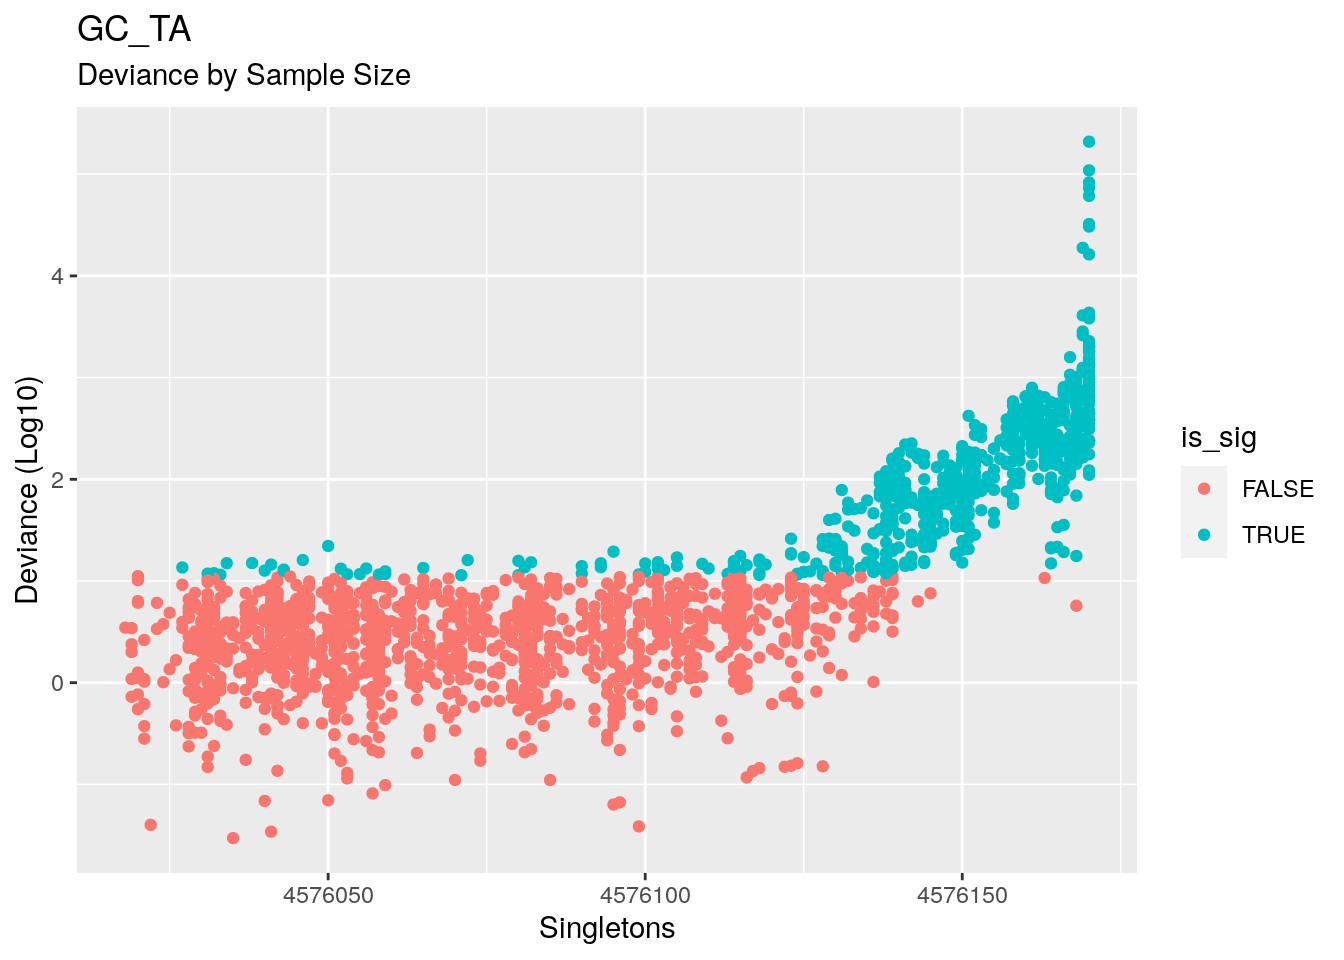 GC_TA
Deviance by Sample Size
Deviance (Log10)
4
2
0
4576050
4576100
4576150
Singletons
is_sig
FALSE
TRUE